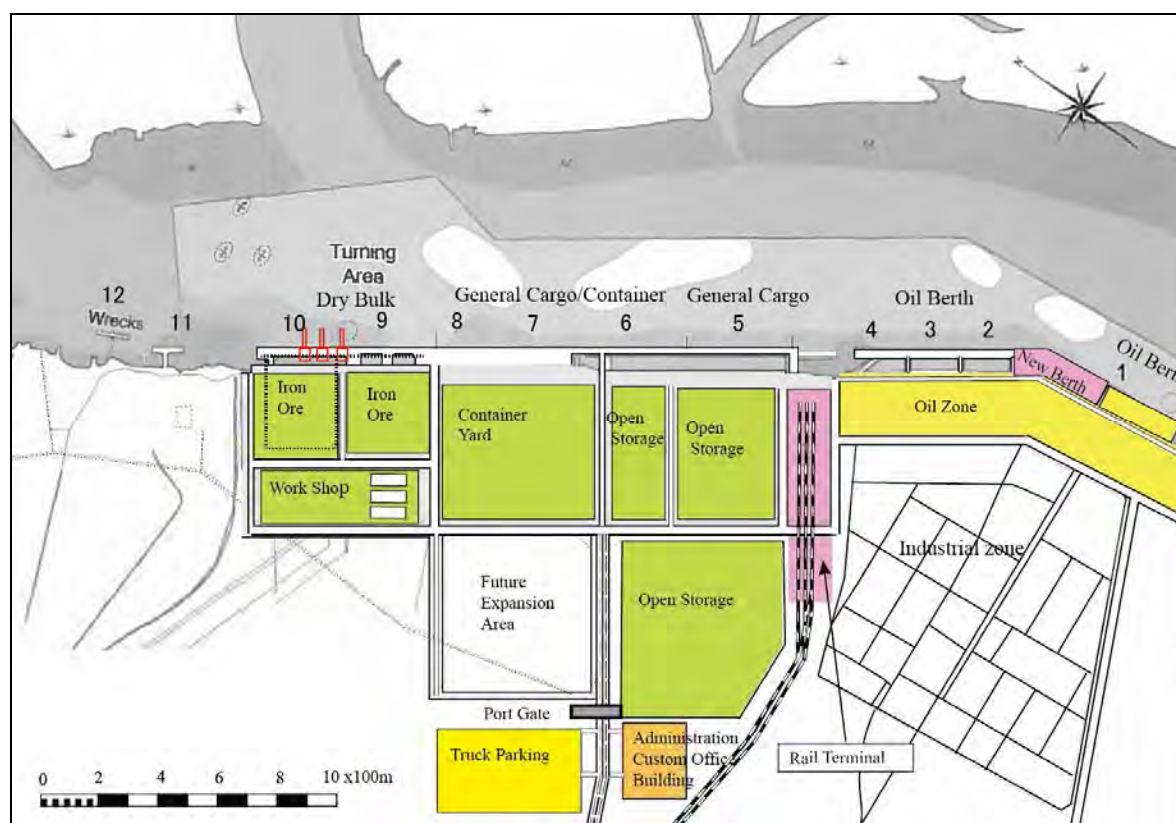 N
Turning
Area
Dry Bulk
General Cargo/Container
General Cargo
Oil Berth
12
Wrecks
11
10
9
8
7
6
5
4
3
2
New Berth
1
Oil Bert
Iron
Ore
Iron
Ore
Container
Yard
Open
Storage
Open
Storage
Oil Zone
Work Shop
Industrial zone
Future
Expansion
Area
Open Storage
Port Gate
Truck Parking
Administration
Custom Office
Building
Rail Terminal
0 2 4 6 8 10 x100m